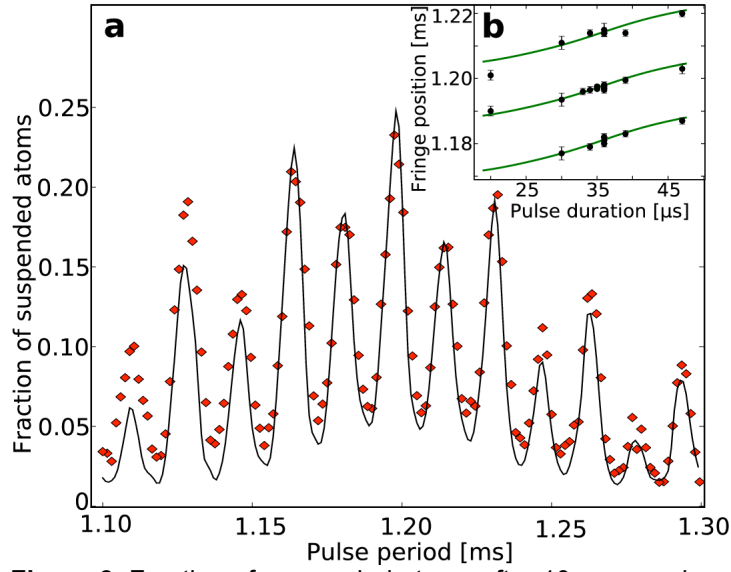 a
b
Fringe position [ms]
1.22
1.20
1.18
25 35 45
Pulse duration [µs]
Fraction of suspended atoms
0.25
0.20
0.15
0.10
0.05
0
1.10 1.15 1.20 1.25 1.30
Pulse period [ms]